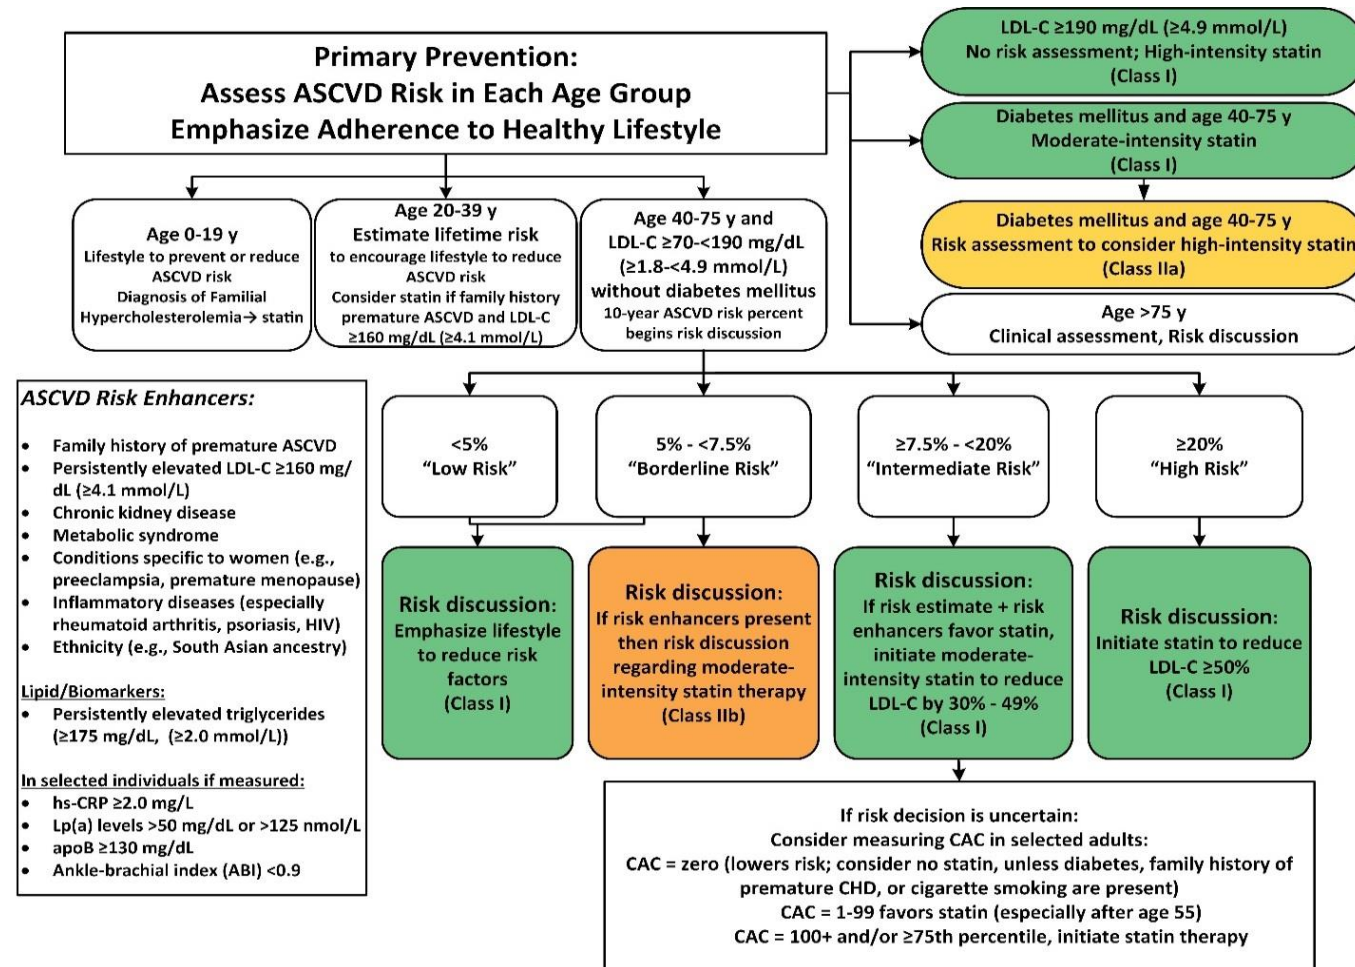 Primary Prevention:
Assess ASCVD Risk in Each Age Group
Emphasize Adherence to Healthy Lifestyle
LDL-C ≥190 mg/dL (≥4.9 mmol/L)
No risk assessment; High-intensity statin
(Class I)
Diabetes mellitus and age 40-75 y
Moderate-intensity statin
(Class I)
Diabetes mellitus and age 40-75 y
Risk assessment to consider high-intensity statin
(Class IIa)
Age >75 y
Clinical assessment, Risk discussion
Age 0-19 y
Lifestyle to prevent or reduce
ASCVD risk
Diagnosis of Familial
Hypercholesterolemia→ statin
Age 20-39 y
Estimate lifetime risk
to encourage lifestyle to reduce
ASCVD risk
Consider statin if family history
premature ASCVD and LDL-C
≥160 mg/dL (≥4.1 mmol/L)
Age 40-75 y and
LDL-C ≥70-<190 mg/dL
(≥1.8-<4.9 mmol/L)
without diabetes mellitus
10-year ASCVD risk percent
begins risk discussion
ASCVD Risk Enhancers:
• Family history of premature ASCVD
• Persistently elevated LDL-C ≥160 mg/
dL (≥4.1 mmol/L)
• Chronic kidney disease
• Metabolic syndrome
• Conditions specific to women (e.g.,
preeclampsia, premature menopause)
• Inflammatory diseases (especially
rheumatoid arthritis, psoriasis, HIV)
• Ethnicity (e.g., South Asian ancestry)
Lipid/Biomarkers:
• Persistently elevated triglycerides
(≥175 mg/dL, (≥2.0 mmol/L))
In selected individuals if measured:
• hs-CRP ≥2.0 mg/L
• Lp(a) levels >50 mg/dL or >125 nmol/L
• apoB ≥130 mg/dL
• Ankle-brachial index (ABI) <0.9
<5%
“Low Risk”
5% - <7.5%
“Borderline Risk”
≥7.5% - <20%
“Intermediate Risk”
≥20%
“High Risk”
Risk discussion:
Emphasize lifestyle
to reduce risk
factors
(Class I)
Risk discussion:
If risk enhancers present
then risk discussion
regarding moderate-
intensity statin therapy
(Class IIb)
Risk discussion:
If risk estimate + risk
enhancers favor statin,
initiate moderate-
intensity statin to reduce
LDL-C by 30% - 49%
(Class I)
Risk discussion:
Initiate statin to reduce
LDL-C ≥50%
(Class I)
If risk decision is uncertain:
Consider measuring CAC in selected adults:
CAC = zero (lowers risk; consider no statin, unless diabetes, family history of
premature CHD, or cigarette smoking are present)
CAC = 1-99 favors statin (especially after age 55)
CAC = 100+ and/or ≥75th percentile, initiate statin therapy